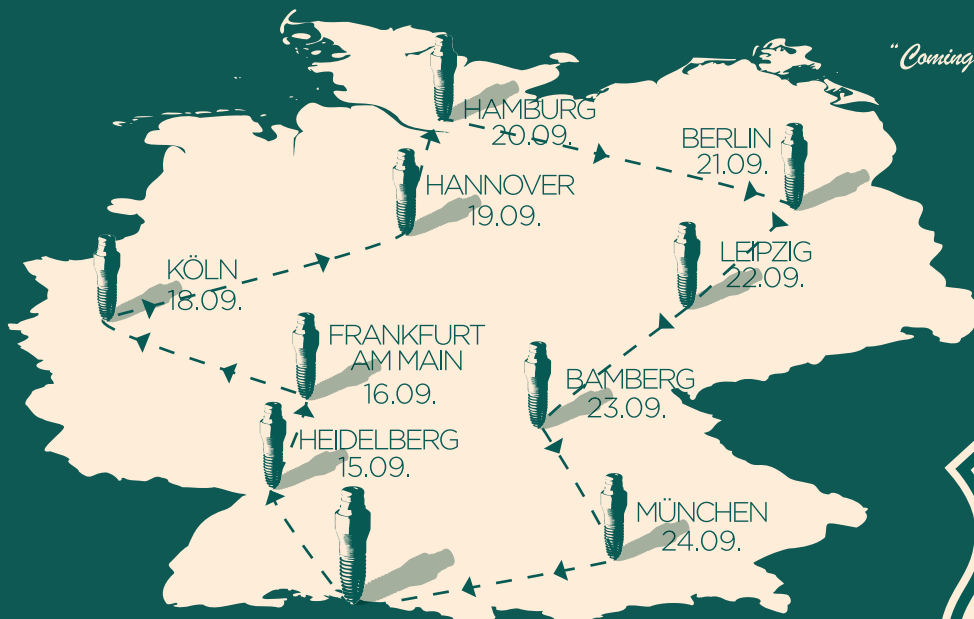 “Coming
HAMBURG
20.09.
BERLIN
21.09.
HANNOVER
19.09.
LEIPZIG
22.09.
KÖLN
18.09.
FRANKFURT
AM MAIN
16.09.
BAMBERG
23.09.
HEIDELBERG
15.09.
MÜNCHEN
24.09.